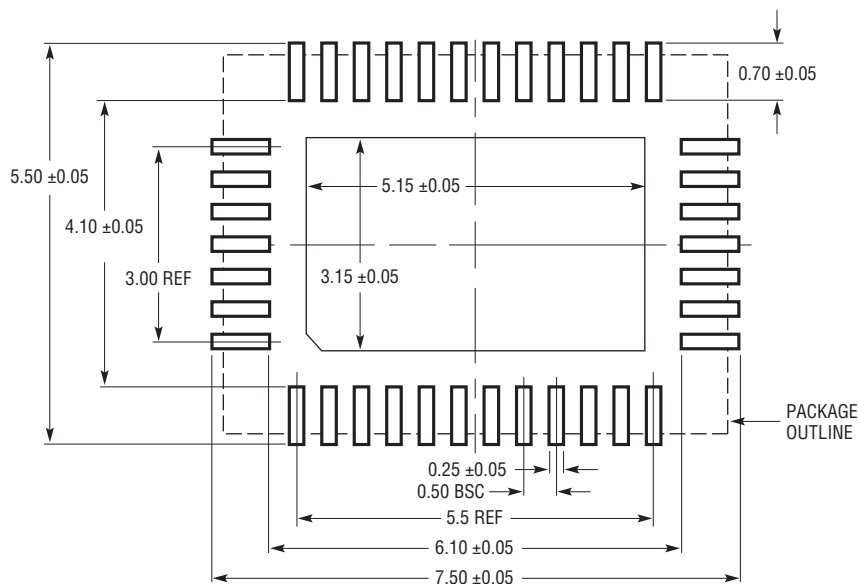 0.70 ±0.05
5.15 ±0.05
5.50 ±0.05
4.10 ±0.05
3.00 REF
3.15 ±0.05
PACKAGE
OUTLINE
0.25 ±0.05
0.50 BSC
5.5 REF
6.10 ±0.05
7.50 ±0.05